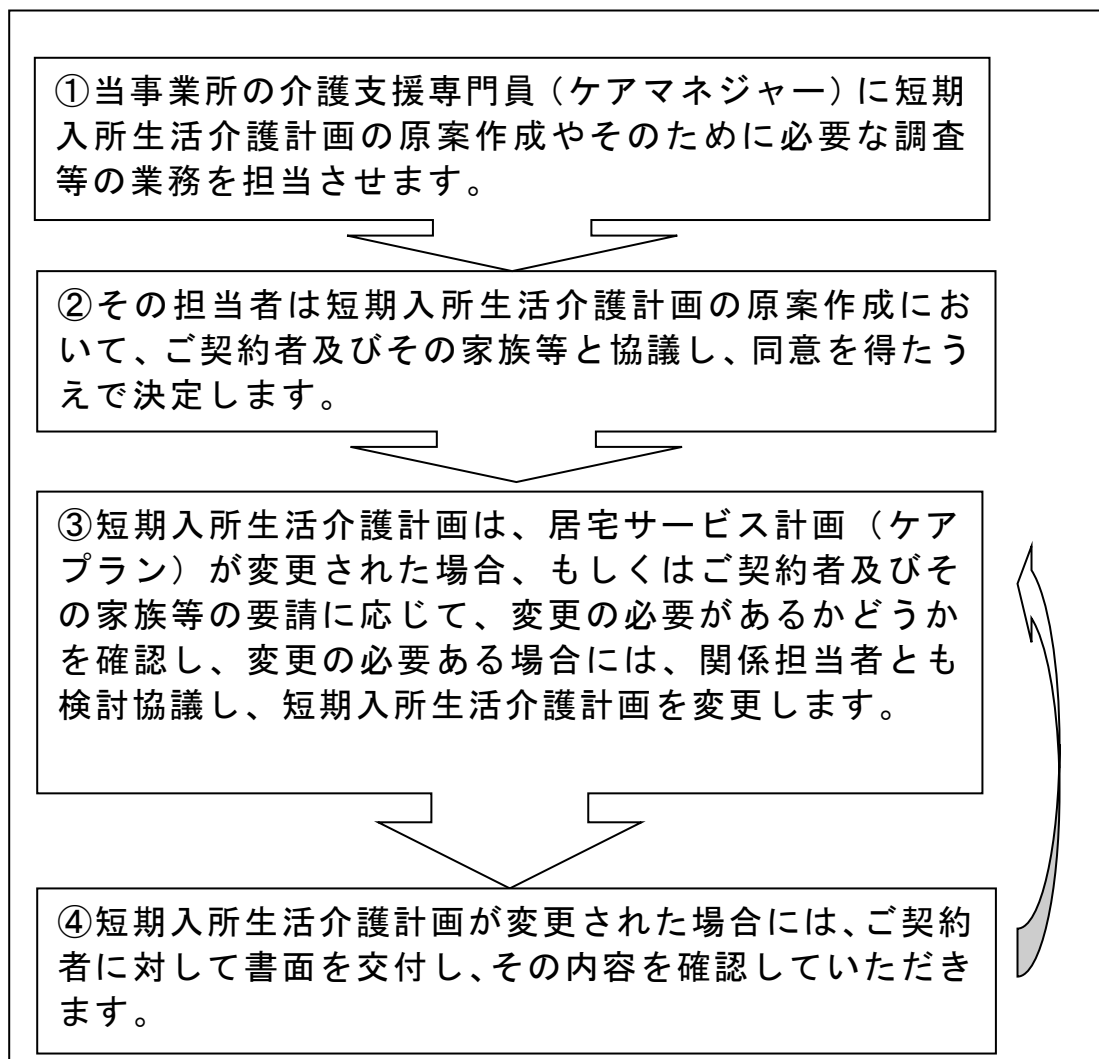 ①当事業所の介護支援専門員（ケアマネジャー）に短期
入所生活介護計画の原案作成やそのために必要な調査
等の業務を担当させます。
②その担当者は短期入所生活介護計画の原案作成にお
いて、ご契約者及びその家族等と協議し、同意を得たう
えで決定します。
③短期入所生活介護計画は、居宅サービス計画（ケア
プラン）が変更された場合、もしくはご契約者及びそ
の家族等の要請に応じて、変更の必要があるかどうか
を確認し、変更の必要ある場合には、関係担当者とも
検討協議し、短期入所生活介護計画を変更します。
④短期入所生活介護計画が変更された場合には、ご契約
者に対して書面を交付し、その内容を確認していただき
ます。